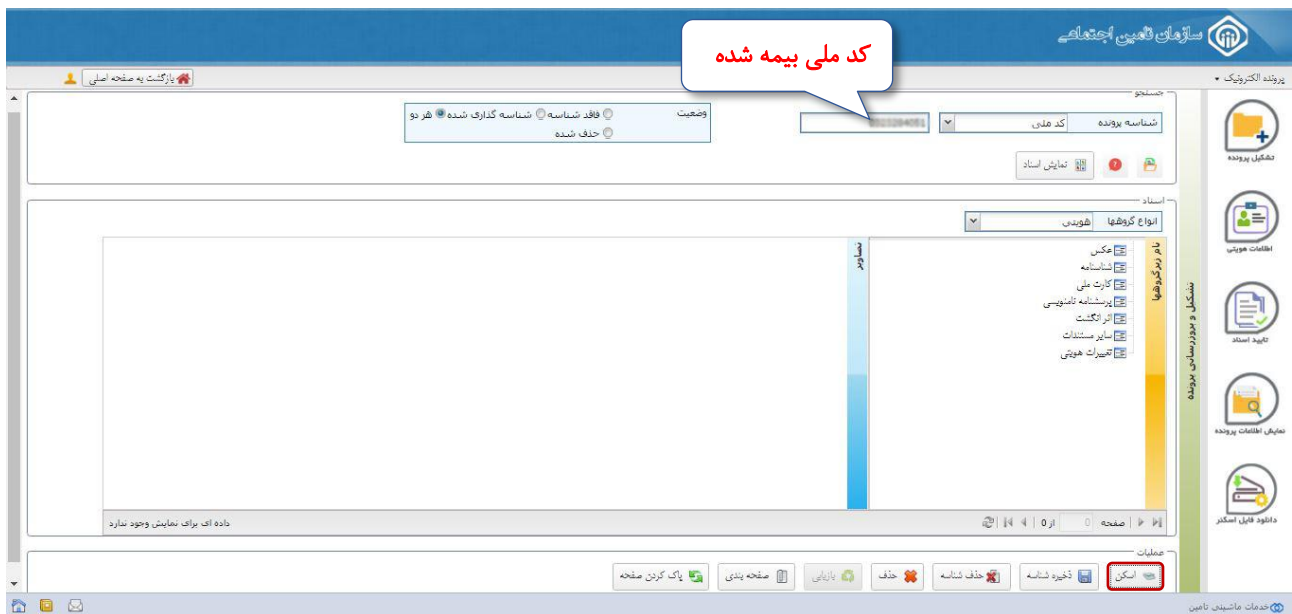 سازمان تامین اجتماعی
کد ملی بیمه شده
پرونده الکترونیک
بازگشت به صفحه اصلی
جستجو
شناسه پرونده کد ملی
وضعیت فاقد شناسه شناسه گذاری شده هر دو
حذف شده
نمایش اسناد
اسناد
انواع گروهها هویتی
نام زیرگروهها
تصاویر
عکس
شناسنامه
کارت ملی
پرسشنامه نامنویسی
اثر انگشت
سایر مستندات
تغییرات هویتی
صفحه 0 از 0
داده ای برای نمایش وجود ندارد
عملیات
اسکن ذخیره شناسه حذف شناسه حذف بازیابی صفحه بندی پاک کردن صفحه
تشکیل پرونده
اطلاعات هویتی
تایید اسناد
نمایش اطلاعات پرونده
دانلود فایل اسکنر
تشکیل و بروزرسانی پرونده
خدمات ماشینی تامین